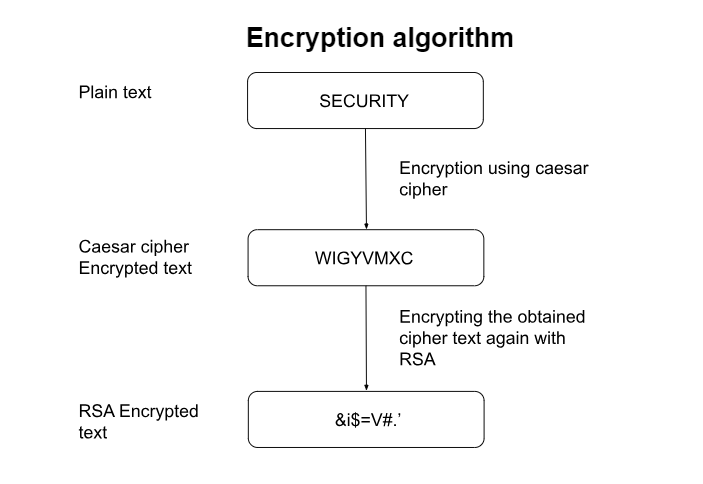 Encryption algorithm
Plain text
SECURITY
Encryption using caesar
cipher
Caesar cipher
Encrypted text
WIGYVMXC
Encrypting the obtained
cipher text again with
RSA
RSA Encrypted
text
&i$=V#.’